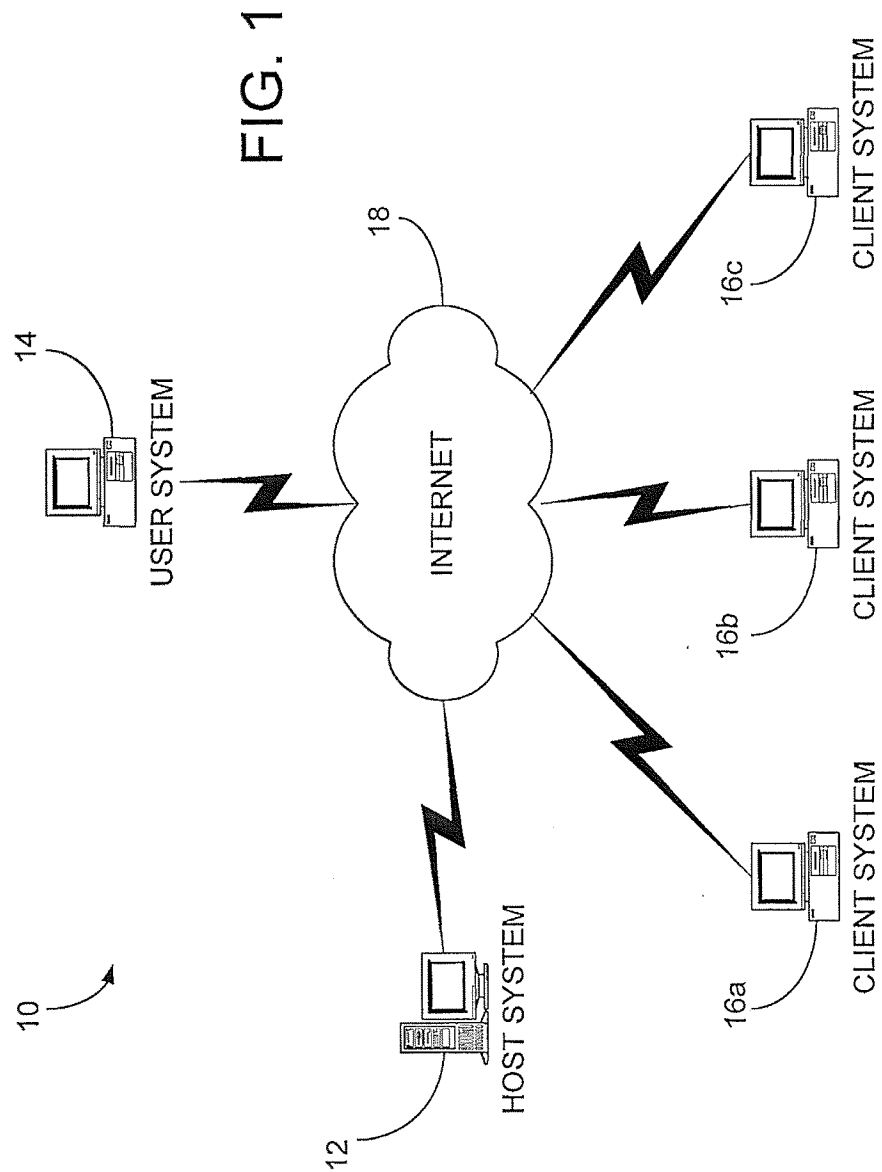 FIG. 1
10
14
USER SYSTEM
18
INTERNET
12
HOST SYSTEM
16a
CLIENT SYSTEM
16b
CLIENT SYSTEM
16c
CLIENT SYSTEM